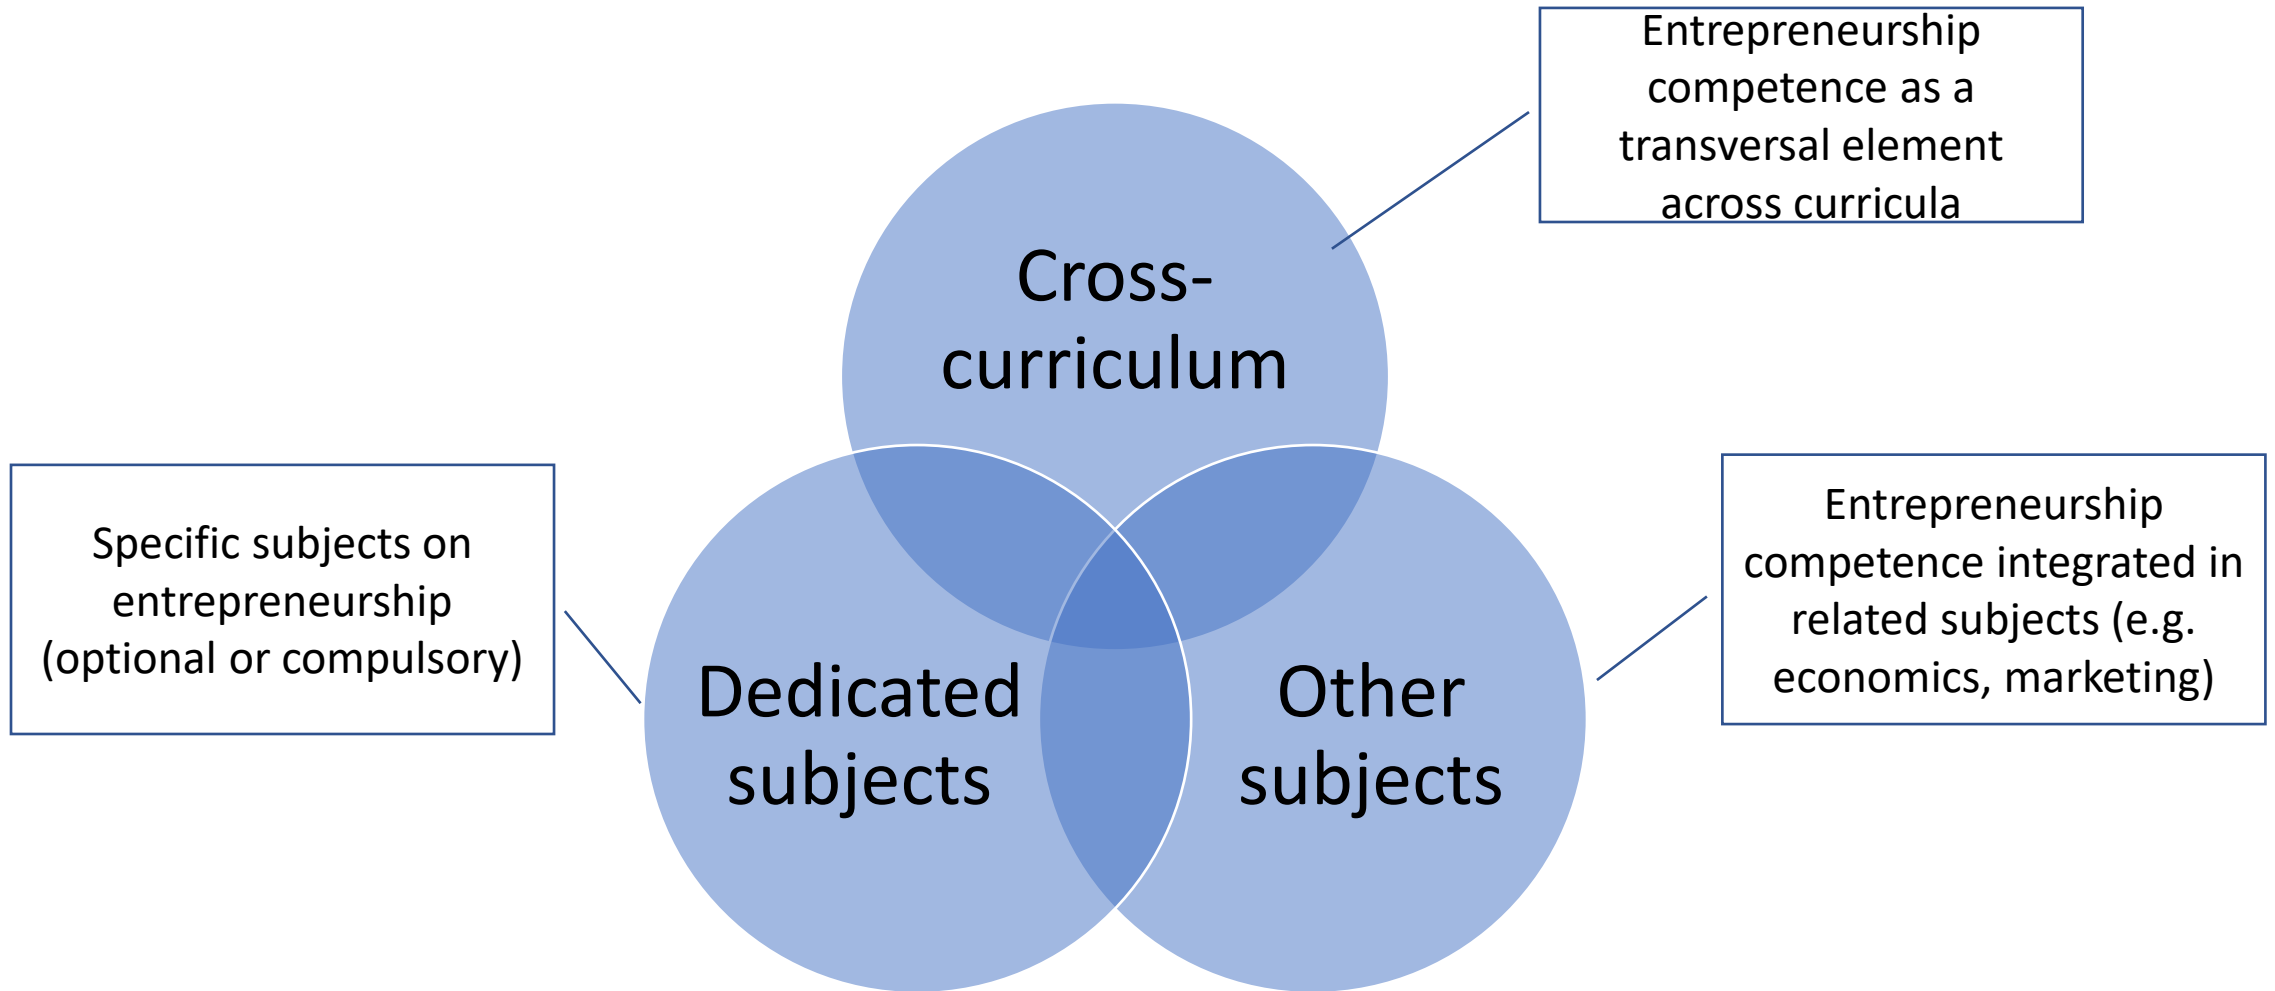 Entrepreneurship
competence as a
transversal element
across curricula
Cross-
curriculum
Specific subjects on
entrepreneurship
(optional or compulsory)
Entrepreneurship
competence integrated in
related subjects (e.g.
economics, marketing)
Dedicated
subjects
Other
subjects